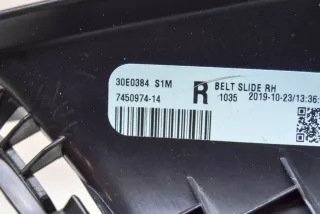 30E0384 S1M
7450974-14
R
BELT SLIDE RH
1035 2019-10-23/13:36: